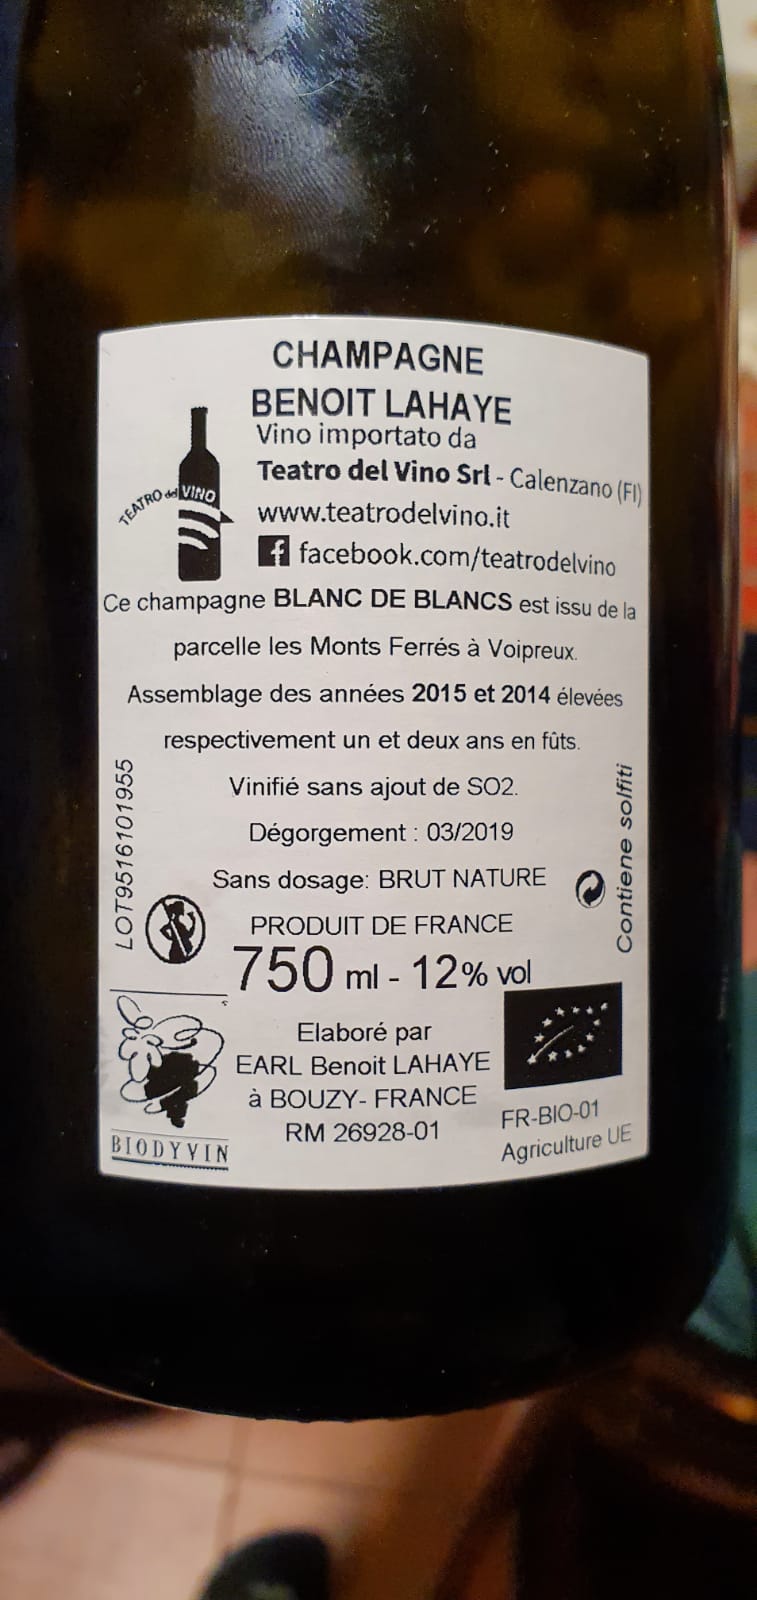 CHAMPAGNE
BENOIT LAHAYE
Vino importato da
Teatro del Vino Srl - Calenzano (FI)
TEATRO del VINO
www.teatrodelvino.it
f facebook.com/teatrodelvino
Ce champagne BLANC DE BLANCS est issu de la
parcelle les Monts Ferrés à Voipreux.
Assemblage des années 2015 et 2014 élevées
respectivement un et deux ans en fûts.
Vinifié sans ajout de SO2.
Dégorgement : 03/2019
Sans dosage: BRUT NATURE
PRODUIT DE FRANCE
750 ml - 12% vol
LOT9516101955
Contiene solfiti
Elaboré par
EARL Benoit LAHAYE
à BOUZY- FRANCE
RM 26928-01
BIODYVIN
FR-BIO-01
Agriculture UE